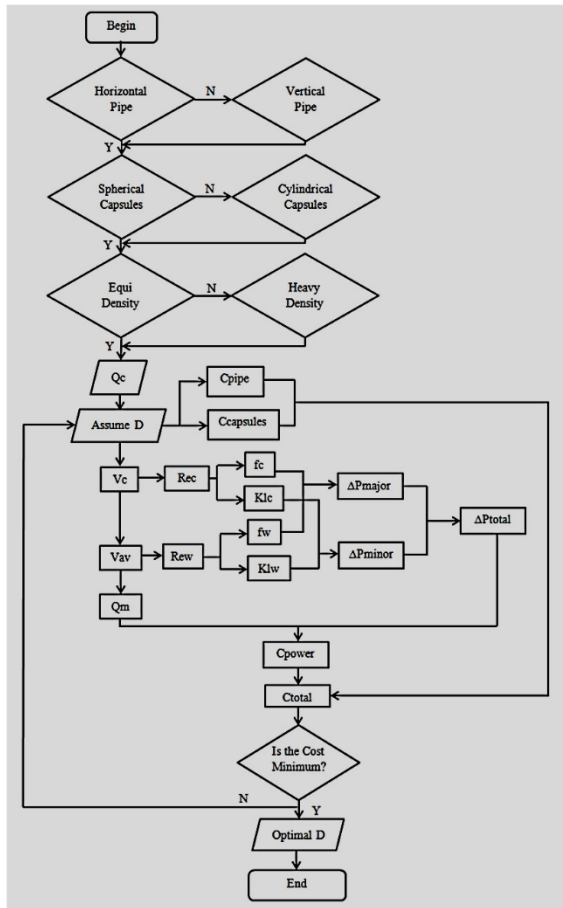 Begin
Horizontal
Pipe
N
Vertical
Pipe
Y
Spherical
Capsules
N
Cylindrical
Capsules
Y
Equi
Density
N
Heavy
Density
Y
Qc
Cpipe
Assume D
Ccapsules
Vc
Rec
fc
Klc
ΔPmajor
ΔPtotal
Vav
Rew
fw
Klw
ΔPminor
Qm
Cpower
Ctotal
Is the Cost
Minimum?
N
Y
Optimal D
End